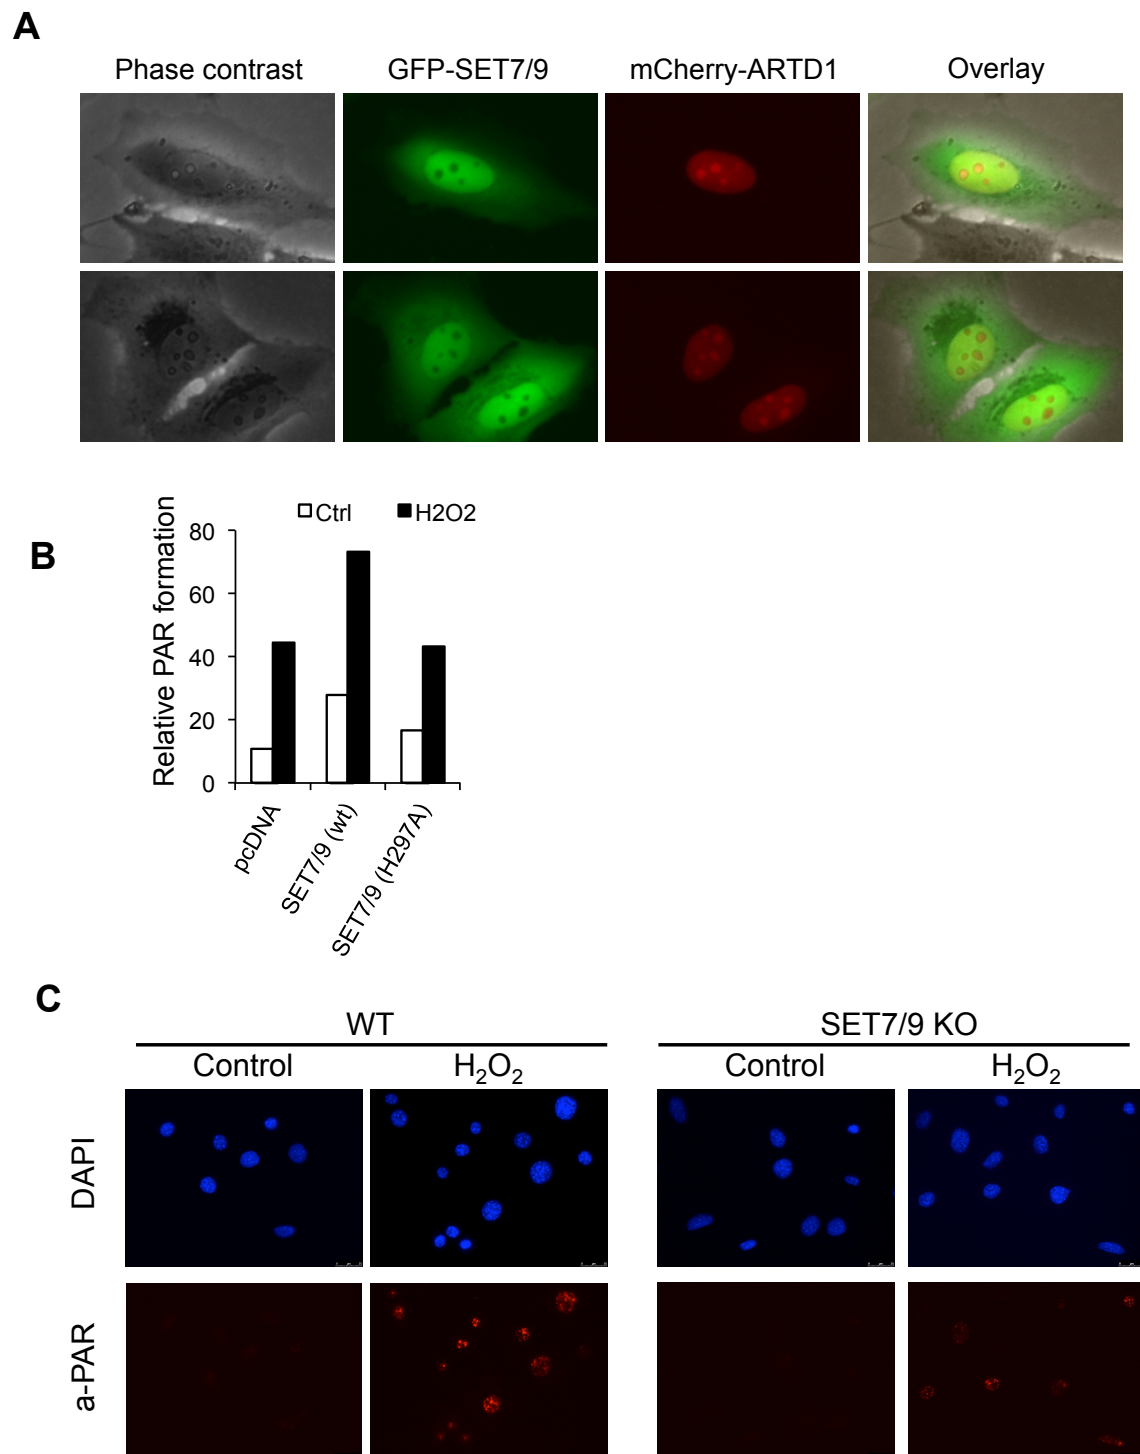 A
Phase contrast
GFP-SET7/9
mCherry-ARTD1
Overlay
B
Ctrl
H2O2
Relative PAR formation
80
60
40
20
0
pcDNA
SET7/9 (wt)
SET7/9 (H297A)
C
WT
SET7/9 KO
Control
H₂O₂
Control
H₂O₂
DAPI
a-PAR